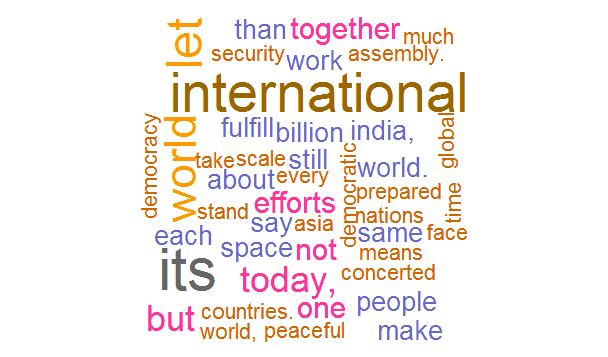 let
than together much
security work assembly.
international
fulfill billion india,
global
democracy
world
take scale still
democratic
world.
about every
prepared
time
stand efforts
nations
say asia
same face
each
space not
means
its
today,
concerted
but
countries. one people
world, peaceful make